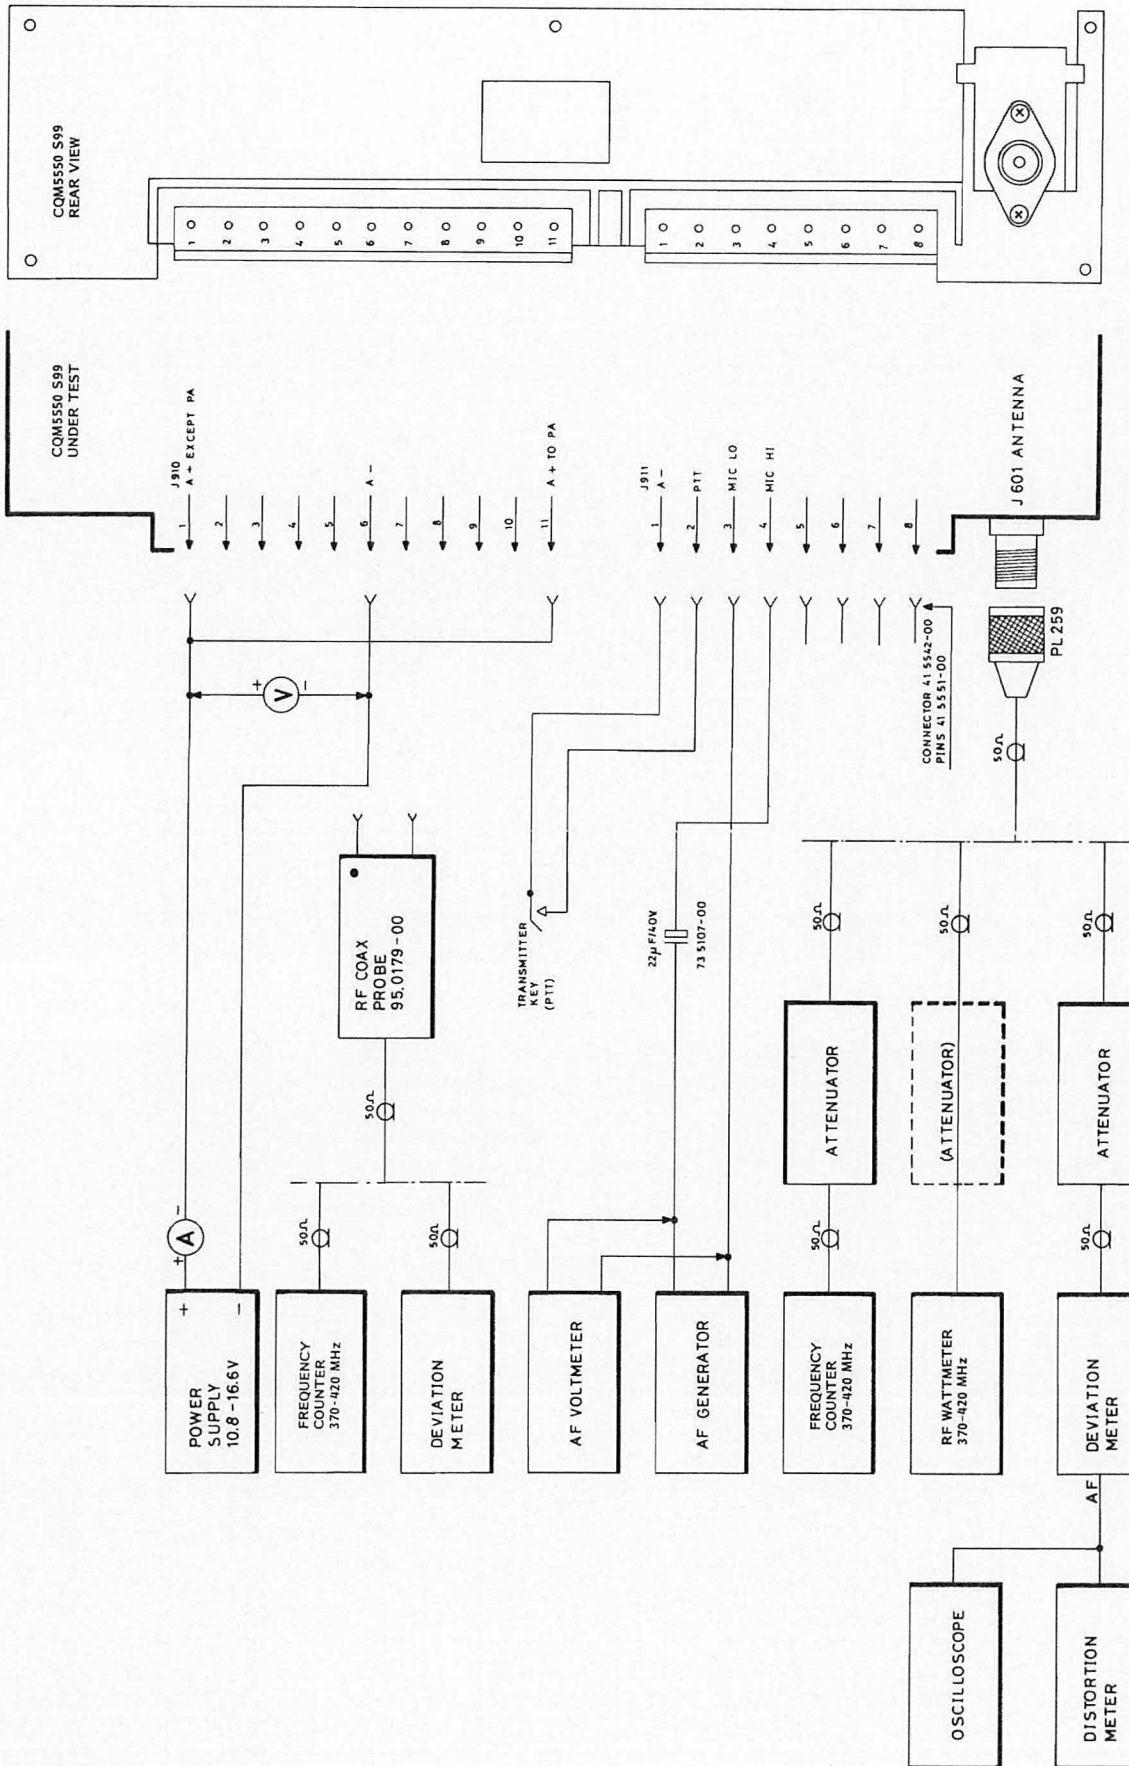 CQM5550 S99
REAR VIEW
1
2
3
4
5
6
7
8
9
10
11
1
2
3
4
5
6
7
8
CQM5550 S99
UNDER TEST
J910
1 A + EXCEPT PA
2
3
4
5
6 A -
7
8
9
10
11 A + TO PA
J911
1 A -
2 PTT
3 MIC LO
4 MIC HI
5
6
7
8
J 601 ANTENNA
+ V -
CONNECTOR 41 5542-00
PINS 41 5551-00
PL 259
50Ω
RF COAX
PROBE
95.0179-00
50Ω
TRANSMITTER
KEY
(PTT)
22µF/40V
73 5107-00
50Ω
50Ω
50Ω
ATTENUATOR
(ATTENUATOR)
ATTENUATOR
+ A -
50Ω
50Ω
50Ω
50Ω
+
-
POWER
SUPPLY
10.8-16.6V
FREQUENCY
COUNTER
370-420 MHz
DEVIATION
METER
AF VOLTMETER
AF GENERATOR
FREQUENCY
COUNTER
370-420 MHz
RF WATTMETER
370-420 MHz
DEVIATION
METER
AF
OSCILLOSCOPE
DISTORTION
METER